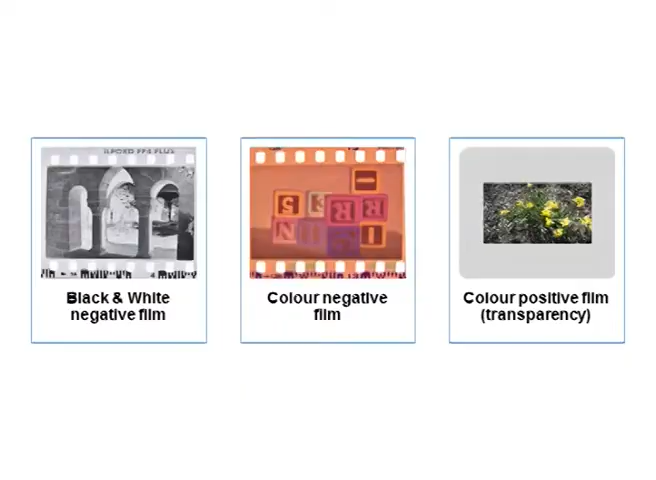 ILFORD FP4 PLUS
Black & White
negative film
Colour negative
film
Colour positive film
(transparency)